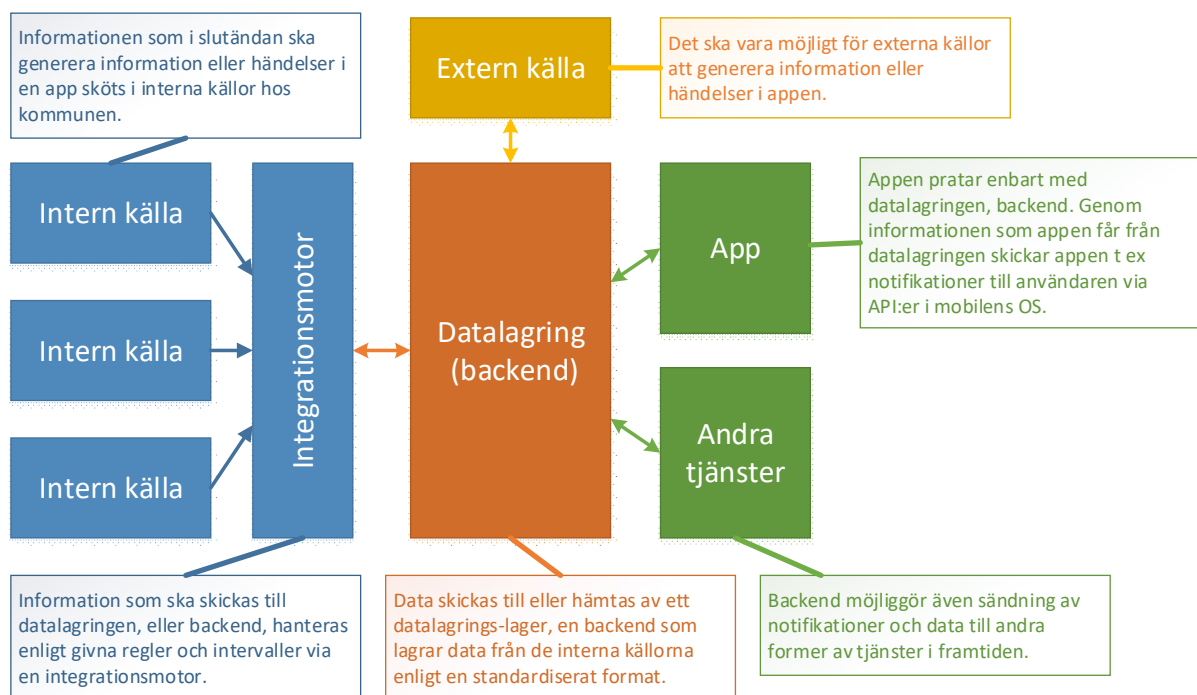 Informationen som i slutändan ska
generera information eller händelser i
en app sköts i interna källor hos
kommunen.
Extern källa
Det ska vara möjligt för externa källor
att generera information eller
händelser i appen.
Intern källa
Intern källa
Intern källa
Integrationsmotor
Datalagring
(backend)
App
Andra
tjänster
Appen pratar enbart med
datalagringen, backend. Genom
informationen som appen får från
datalagringen skickar appen t ex
notifikationer till användaren via
API:er i mobilens OS.
Information som ska skickas till
datalagringen, eller backend, hanteras
enligt givna regler och intervaller via
en integrationsmotor.
Data skickas till eller hämtas av ett
datalagrings-lager, en backend som
lagrar data från de interna källorna
enligt en standardiserat format.
Backend möjliggör även sändning av
notifikationer och data till andra
former av tjänster i framtiden.